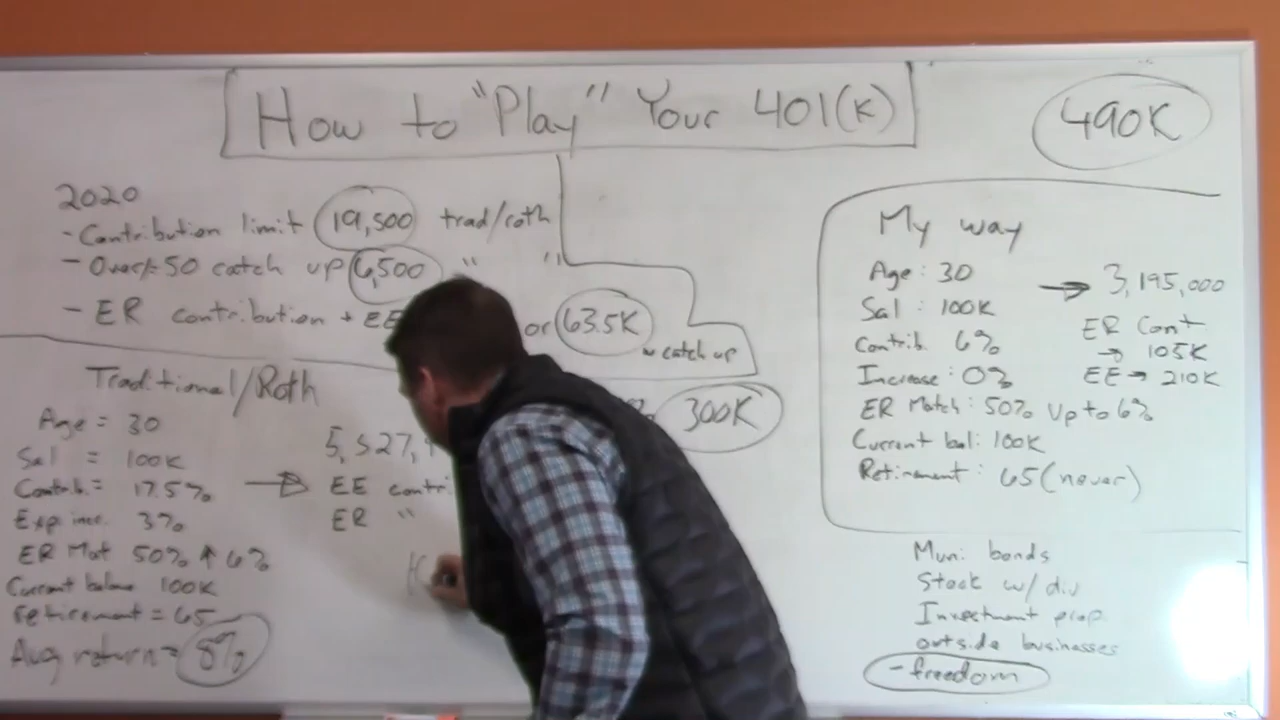 How to "Play" Your 401(k)
490K
2020
- Contribution limit 19,500 trad/roth
- Over 50 catch up 6,500 " "
- ER contribution + EE or 63.5K
w catch up
Traditional/Roth
Age = 30
Sal = 100K
Contrib. = 17.5%
Exp. inc. 3%
ER Mat 50% ↑ 6%
Current balance 100K
retirement = 65
Avg return = 8%
5,527,
→ EE contri
ER "
K
300K
My way
Age: 30
Sal: 100K
Contrib. 6%
Increase: 0%
ER Match: 50% Up to 6%
Current bal: 100K
Retirement: 65 (never)
→ 3,195,000
ER Cont
→ 105K
EE → 210K
Muni bonds
Stock w/ div
Investment prop.
outside businesses
- freedom